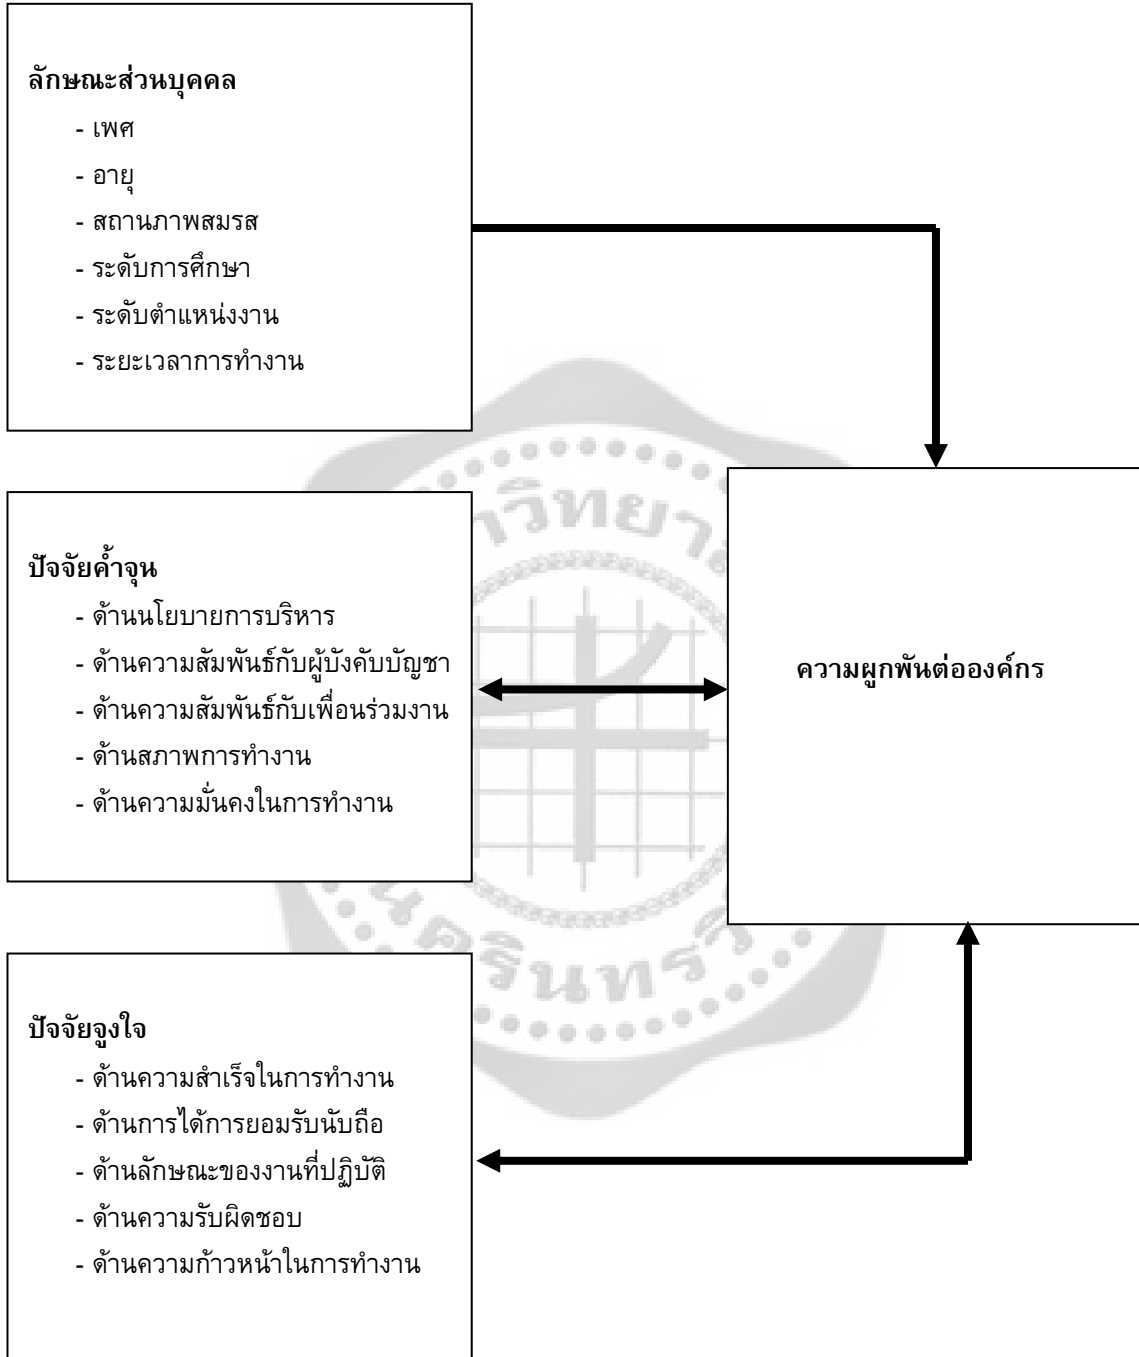 ลักษณะส่วนบุคคล
- เพศ
- อายุ
- สถานภาพสมรส
- ระดับการศึกษา
- ระดับตำแหน่งงาน
- ระยะเวลาการทำงาน
ปัจจัยค้ำจุน
- ด้านนโยบายการบริหาร
- ด้านความสัมพันธ์กับผู้บังคับบัญชา
- ด้านความสัมพันธ์กับเพื่อนร่วมงาน
- ด้านสภาพการทำงาน
- ด้านความมั่นคงในการทำงาน
ความผูกพันต่อองค์กร
ปัจจัยจูงใจ
- ด้านความสำเร็จในการทำงาน
- ด้านการได้การยอมรับนับถือ
- ด้านลักษณะของงานที่ปฏิบัติ
- ด้านความรับผิดชอบ
- ด้านความก้าวหน้าในการทำงาน